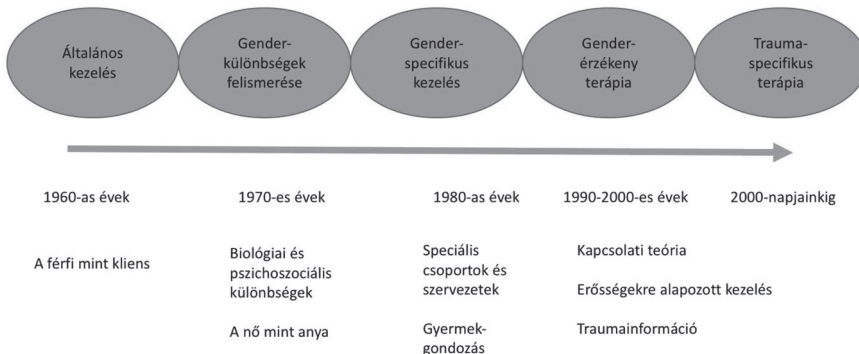 Általános
kezelés
Gender-
különbségek
felismerése
Gender-
specifikus
kezelés
Gender-
érzékeny
terápia
Trauma-
specifikus
terápia
1960-as évek
1970-es évek
1980-as évek
1990-2000-es évek
2000-napjainkig
A férfi mint kliens
Biológiai és
pszichoszociális
különbségek
A nő mint anya
Speciális
csoportok és
szervezetek
Gyermek-
gondozás
Kapcsolati teória
Erősségekre alapozott kezelés
Traumainformáció